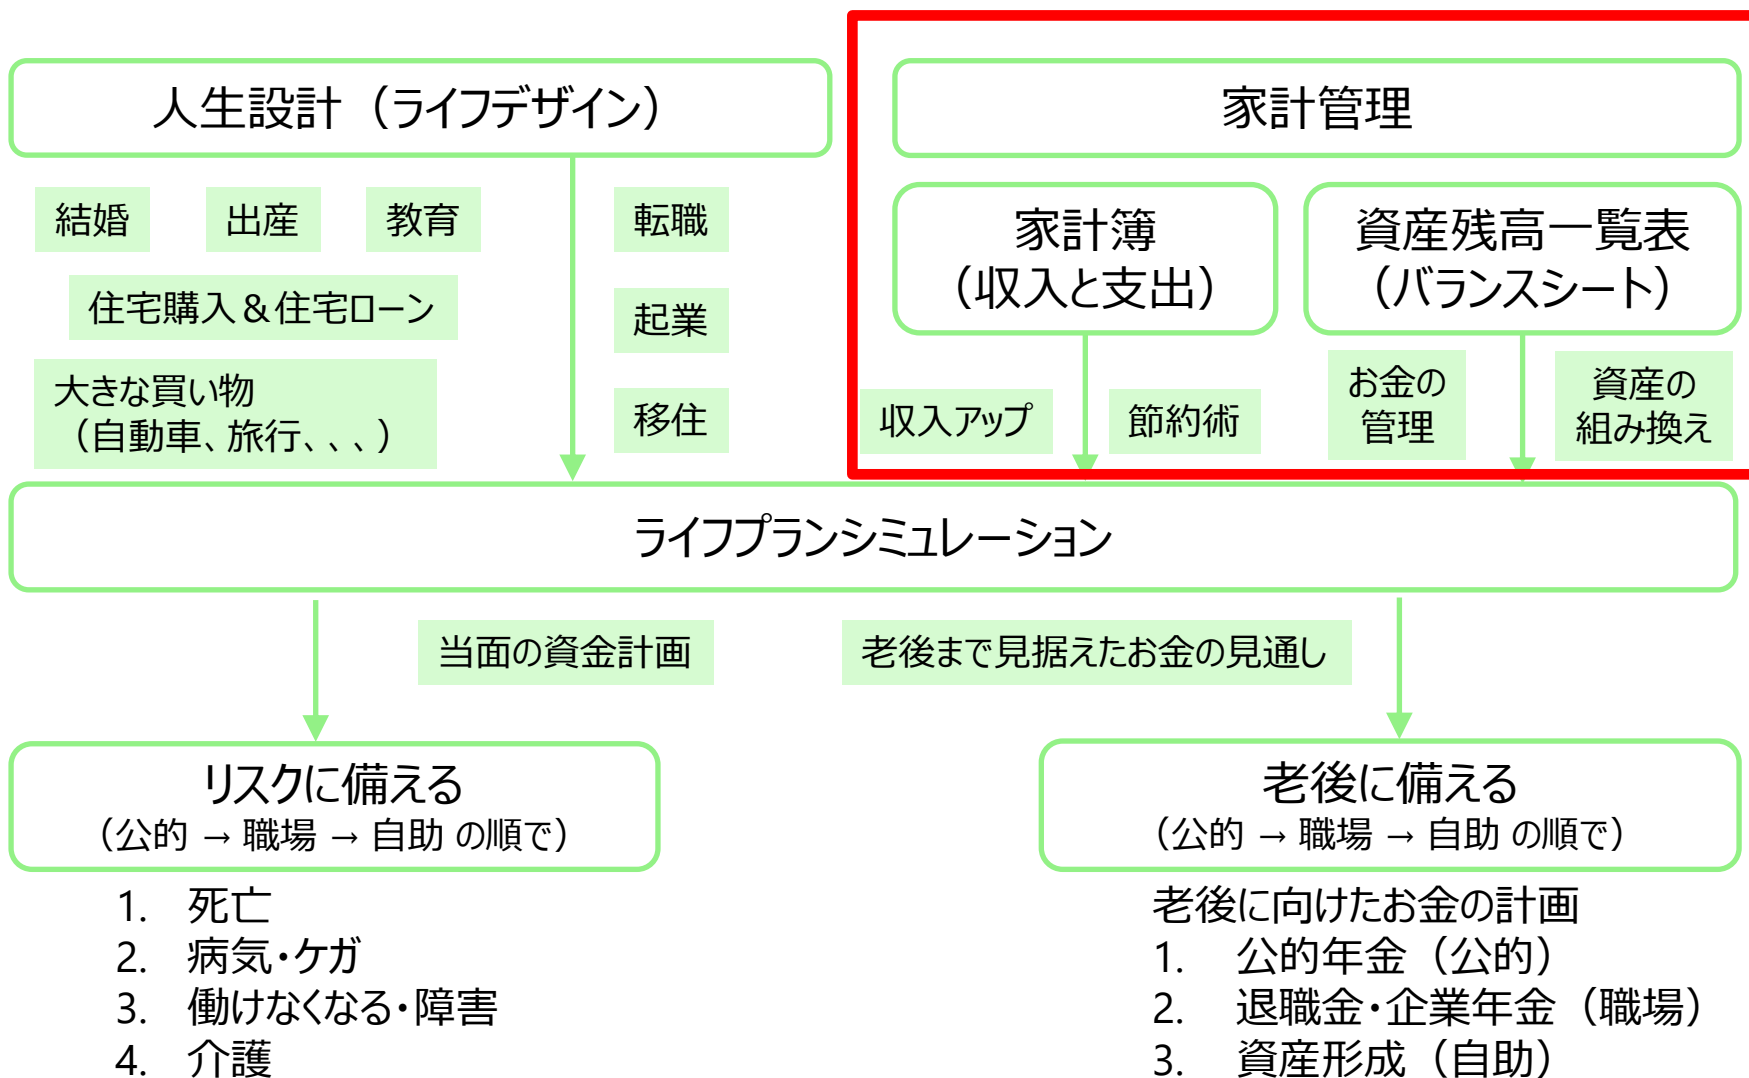 人生設計（ライフデザイン）
結婚
出産
教育
転職
住宅購入＆住宅ローン
起業
大きな買い物
（自動車、旅行、、、）
移住
家計管理
家計簿
（収入と支出）
資産残高一覧表
（バランスシート）
収入アップ
節約術
お金の
管理
資産の
組み換え
ライフプランシミュレーション
当面の資金計画
老後まで見据えたお金の見通し
リスクに備える
（公的 → 職場 → 自助 の順で）
1. 死亡
2. 病気・ケガ
3. 働けなくなる・障害
4. 介護
老後に備える
（公的 → 職場 → 自助 の順で）
老後に向けたお金の計画
1. 公的年金（公的）
2. 退職金・企業年金（職場）
3. 資産形成（自助）